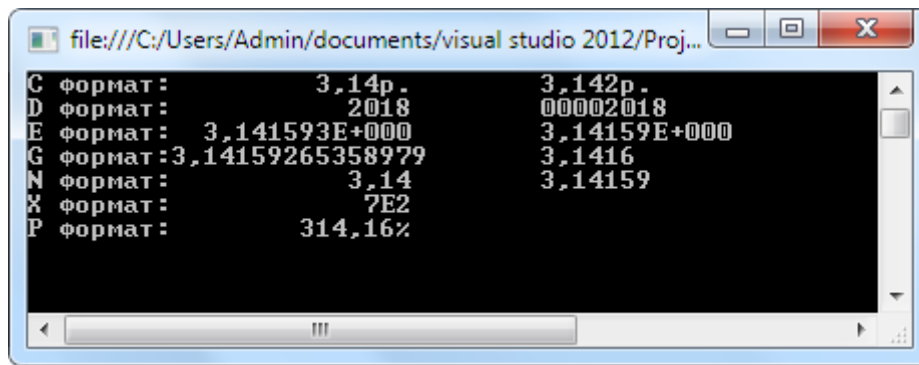 file:///C:/Users/Admin/documents/visual studio 2012/Proj...
C формат: 3,14р. 3,142р.
D формат: 2018 00002018
E формат: 3,141593E+000 3,14159E+000
G формат:3,14159265358979 3,1416
N формат: 3,14 3,14159
X формат: 7E2
P формат: 314,16%